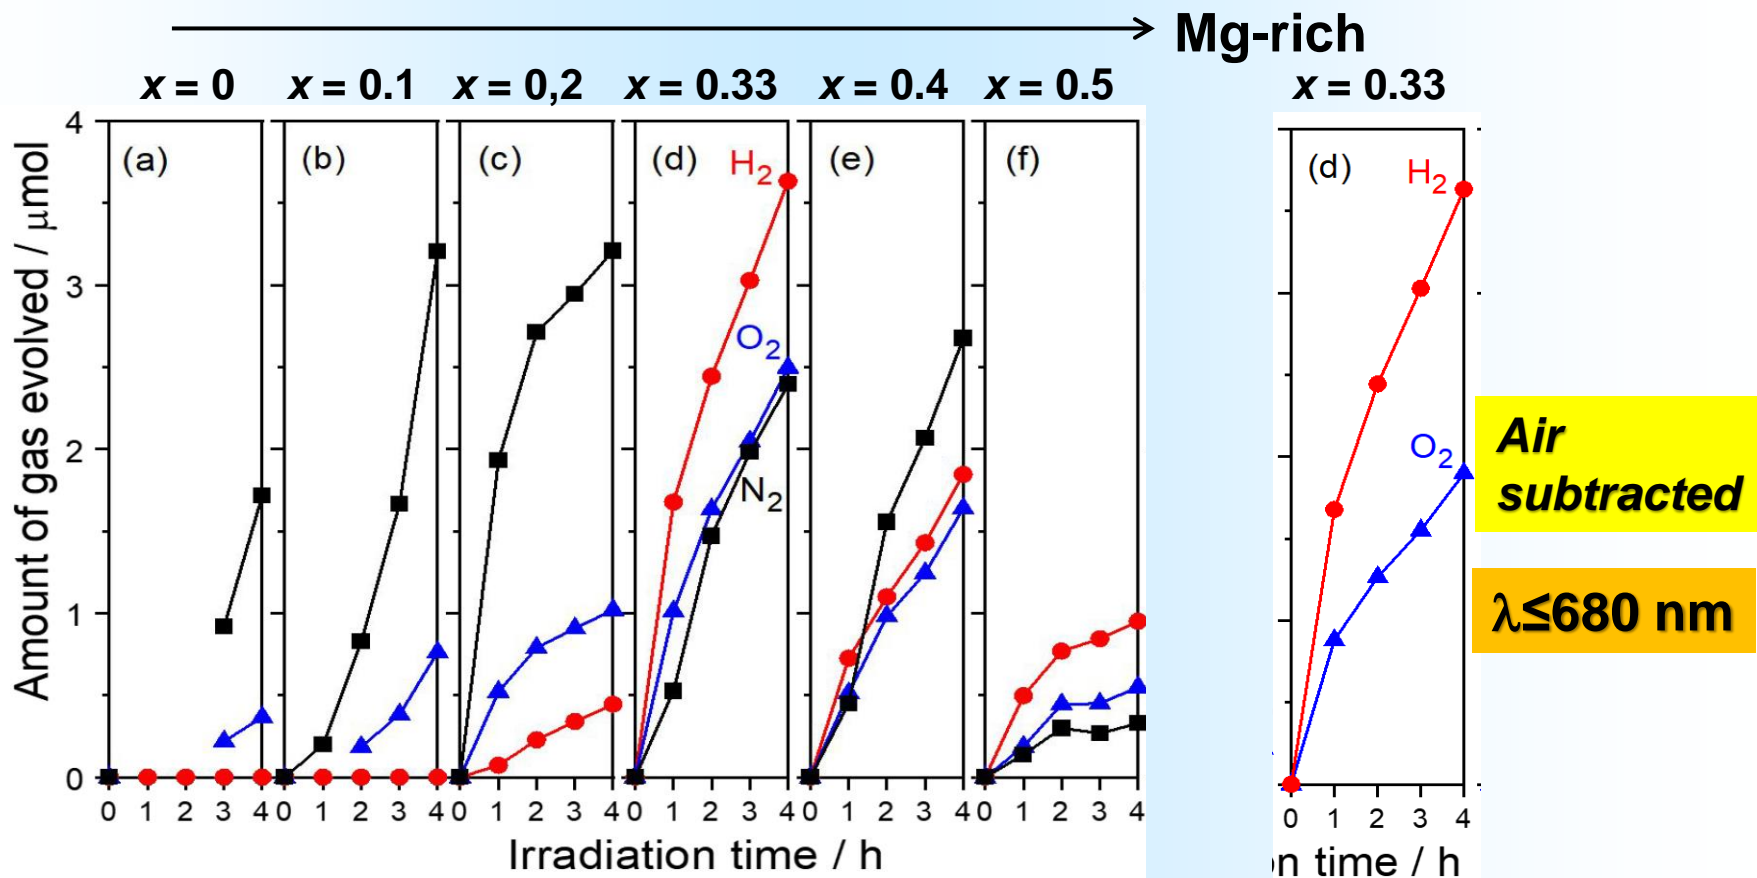 Mg-rich
x = 0 x = 0.1 x = 0,2 x = 0.33 x = 0.4 x = 0.5 x = 0.33
(a) (b) (c) (d) (e) (f) (d)
H2 H2
O2 O2
N2
4
3
2
1
0
0 1 2 3 4 0 1 2 3 4 0 1 2 3 4 0 1 2 3 4 0 1 2 3 4 0 1 2 3 4 0 1 2 3 4
Amount of gas evolved / μmol
Irradiation time / h
on time / h
Air
subtracted
λ≤680 nm